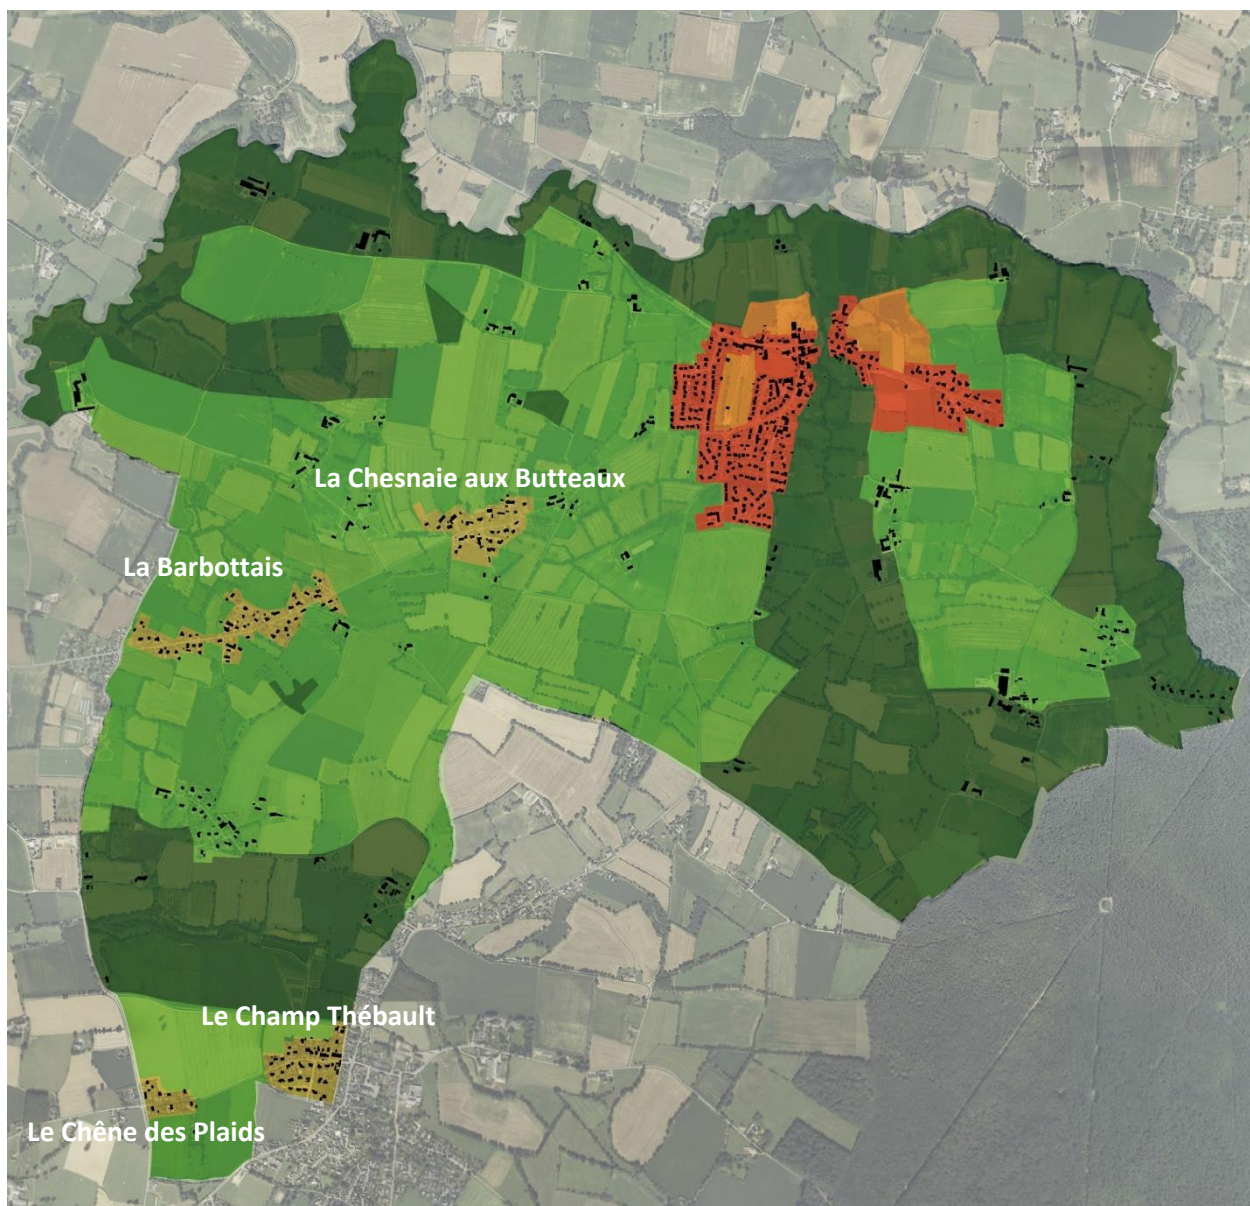 La Chesnaie aux Butteaux
La Barbottais
Le Champ Thébault
Le Chêne des Plaids